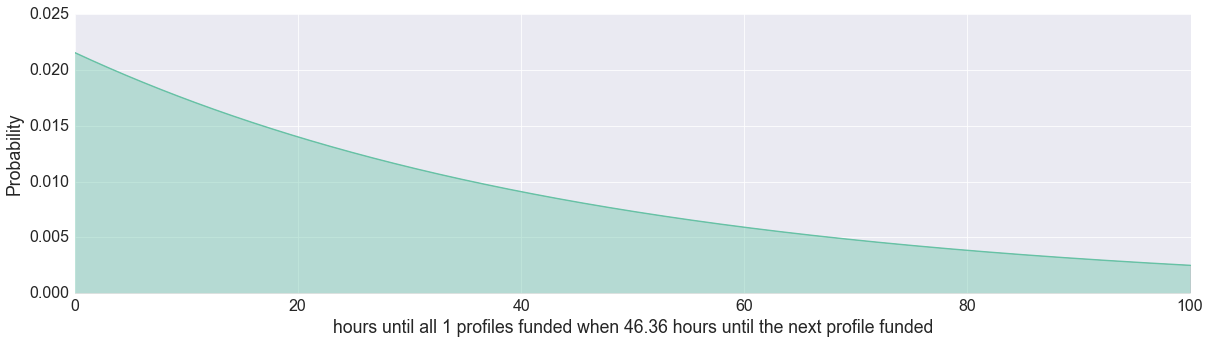 0.025
0.020
0.015
0.010
0.005
0.000
Probability
0 20 40 60 80 100
hours until all 1 profiles funded when 46.36 hours until the next profile funded